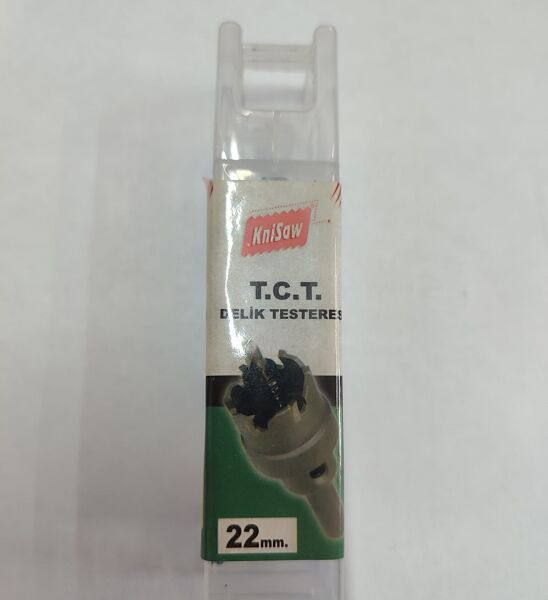 KniSaw
T.C.T.
DELİK TESTERES
22mm.